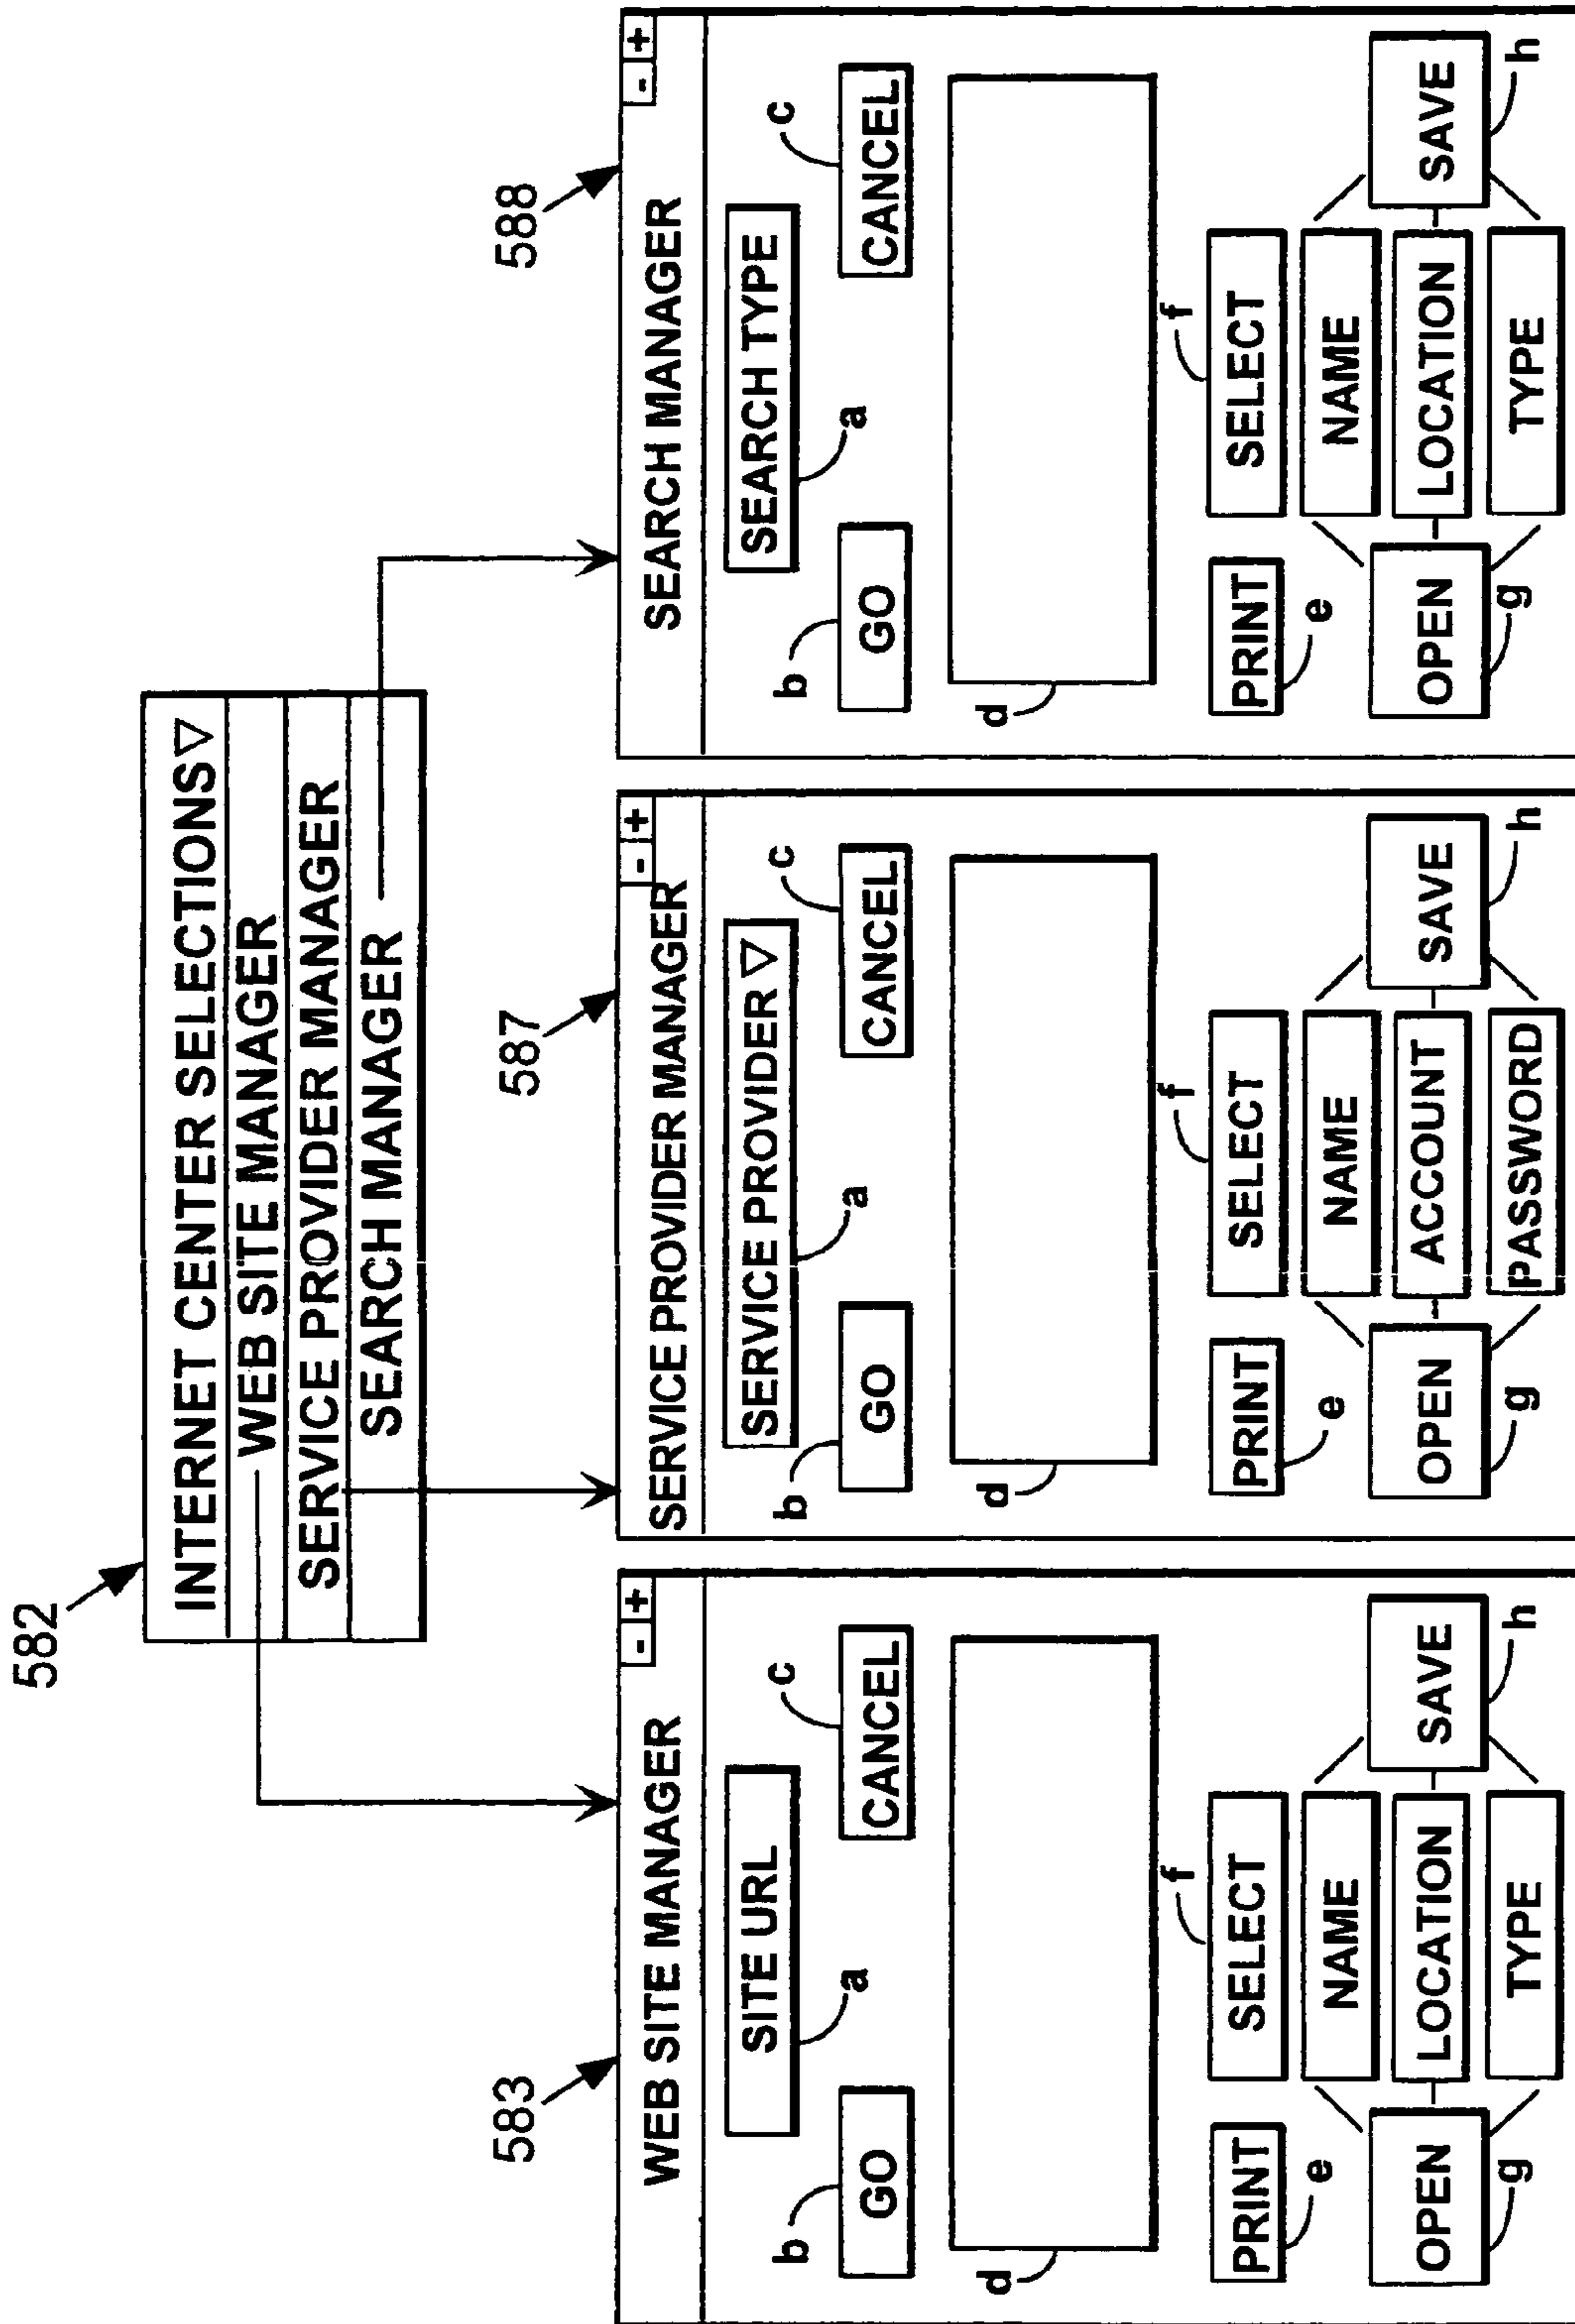 582
INTERNET CENTER SELECTIONS▽
WEB SITE MANAGER
SERVICE PROVIDER MANAGER
SEARCH MANAGER
583
WEB SITE MANAGER
- +
SITE URL
a
b
GO
c
CANCEL
d
PRINT
e
f
SELECT
NAME
LOCATION
TYPE
OPEN
g
SAVE
h
587
SERVICE PROVIDER MANAGER
- +
SERVICE PROVIDER ▽
a
b
GO
c
CANCEL
d
PRINT
e
f
SELECT
NAME
ACCOUNT
PASSWORD
OPEN
g
SAVE
h
588
SEARCH MANAGER
- +
SEARCH TYPE
a
b
GO
c
CANCEL
d
PRINT
e
f
SELECT
NAME
LOCATION
TYPE
OPEN
g
SAVE
h